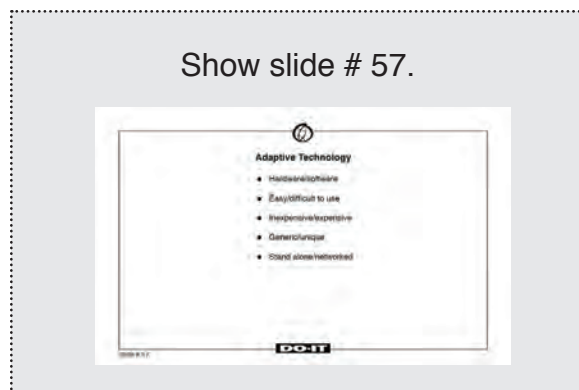 Show slide # 57.
Adaptive Technology
Hardware/software
Easy/difficult to use
Inexpensive/expensive
Generic/unique
Stand alone/networked
DO-IT